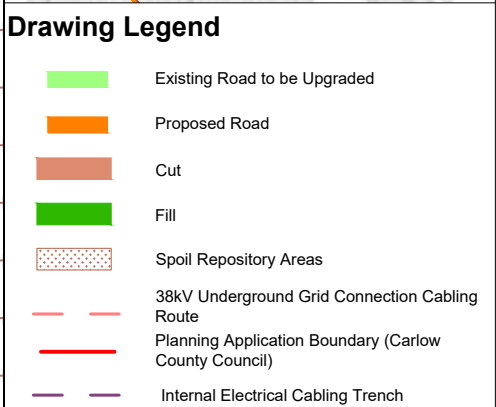 Drawing Legend
Existing Road to be Upgraded
Proposed Road
Cut
Fill
Spoil Repository Areas
38kV Underground Grid Connection Cabling
Route
Planning Application Boundary (Carlow
County Council)
Internal Electrical Cabling Trench